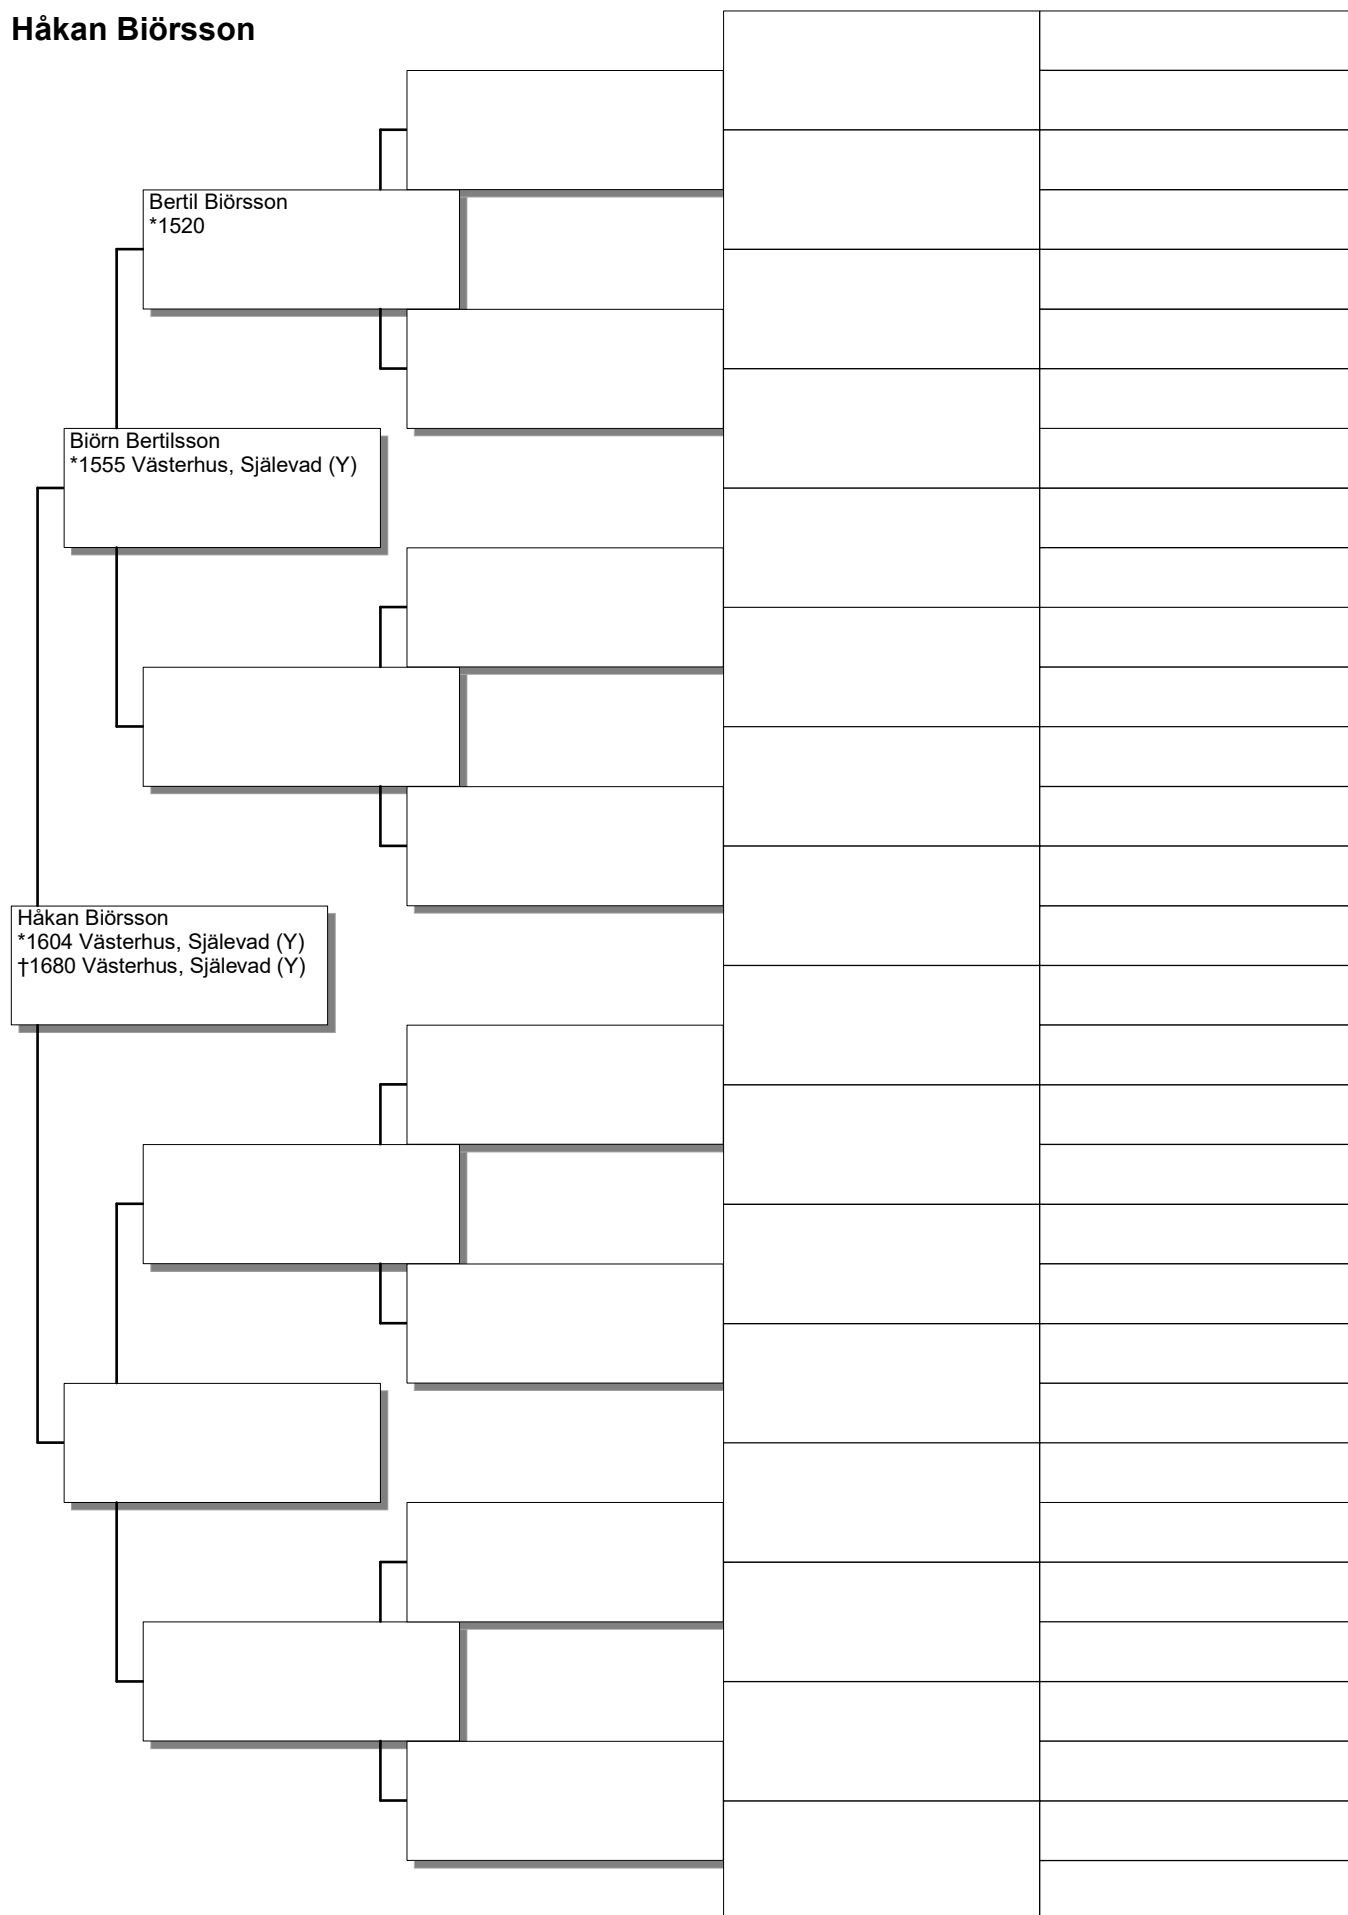 Håkan Biörsson
Bertil Biörsson
*1520
Biörn Bertilsson
*1555 Västerhus, Själevad (Y)
Håkan Biörsson
*1604 Västerhus, Själevad (Y)
†1680 Västerhus, Själevad (Y)